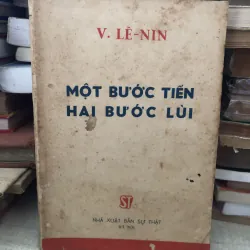 V. LÊ-NIN
MỘT BƯỚC TIẾN
HAI BƯỚC LÙI
ST
NHÀ XUẤT BẢN SỰ THẬT